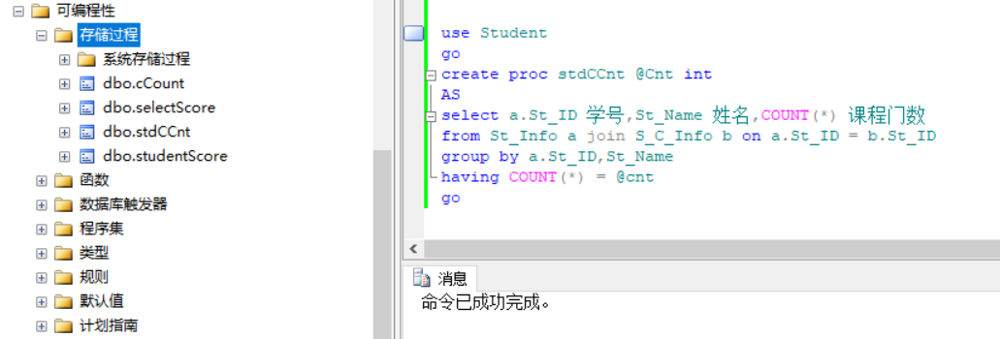 可编程性
存储过程
系统存储过程
dbo.cCount
dbo.selectScore
dbo.stdCCnt
dbo.studentScore
函数
数据库触发器
程序集
类型
规则
默认值
计划指南
use Student
go
create proc stdCCnt @Cnt int
AS
select a.St_ID 学号,St_Name 姓名,COUNT(*) 课程门数
from St_Info a join S_C_Info b on a.St_ID = b.St_ID
group by a.St_ID,St_Name
having COUNT(*) = @cnt
go
消息
命令已成功完成。